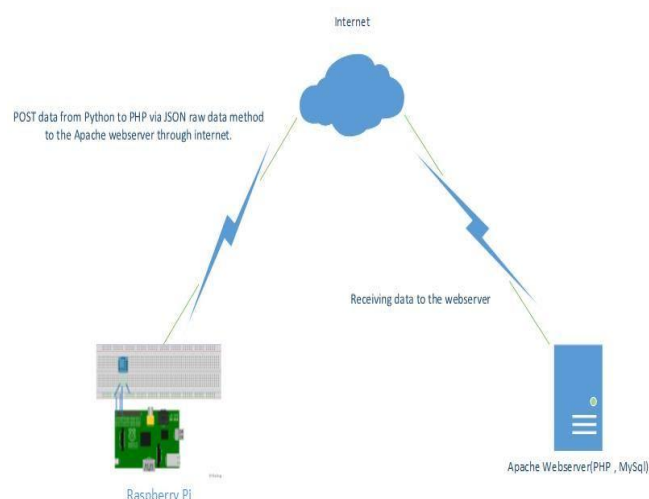 Internet
POST data from Python to PHP via JSON raw data method
to the Apache webserver through internet.
Receiving data to the webserver
Apache Webserver(PHP , MySql)
Raspberry Pi